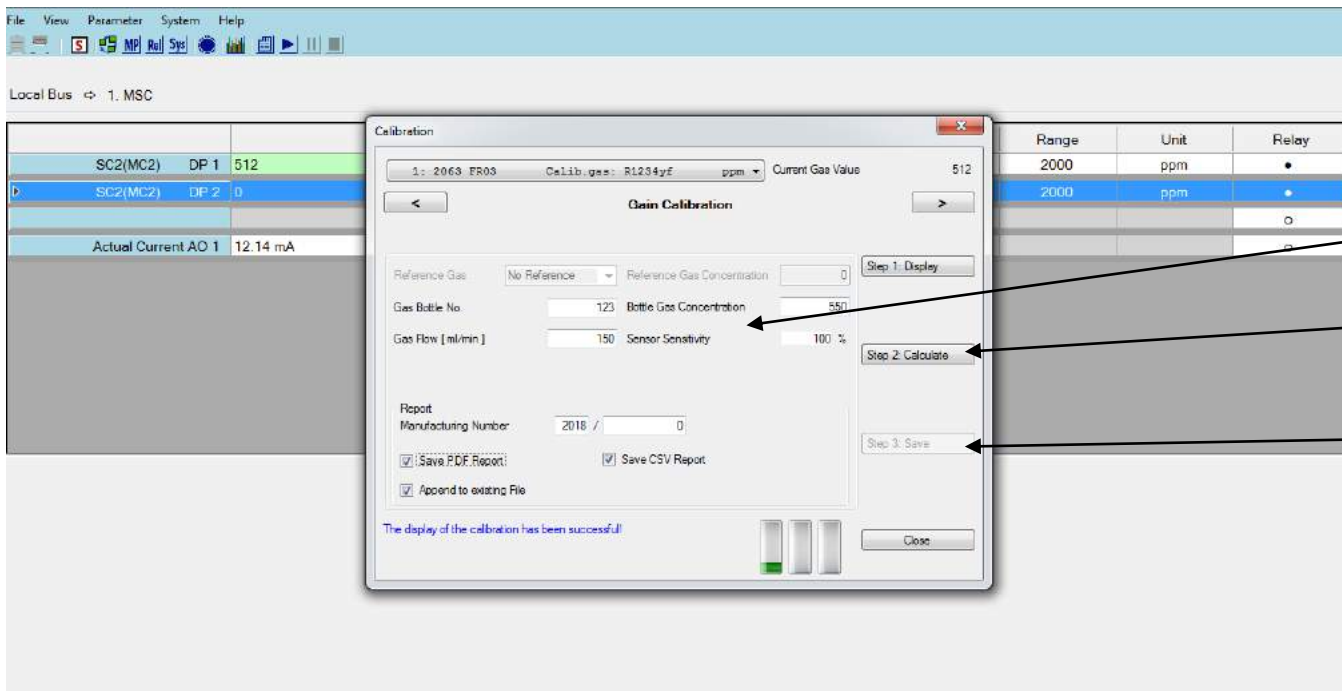 File View Parameter System Help
S MP Rel Sys
Local Bus ⇨ 1. MSC
Range Unit Relay
SC2(MC2) DP 1 512 2000 ppm •
SC2(MC2) DP 2 0 2000 ppm •
Actual Current AO 1 12.14 mA
Calibration
1: 2063 FR03 Calib.gas: R1234yf ppm Current Gas Value 512
< Gain Calibration >
Reference Gas No Reference Reference Gas Concentration 0 Step 1: Display
Gas Bottle No. 123 Bottle Gas Concentration 550
Gas Flow [ml/min ] 150 Sensor Sensitivity 100 %
Step 2: Calculate
Report
Manufacturing Number 2018 / 0
Step 3: Save
Save PDF Report Save CSV Report
Append to existing File
The display of the calibration has been successful!
Close